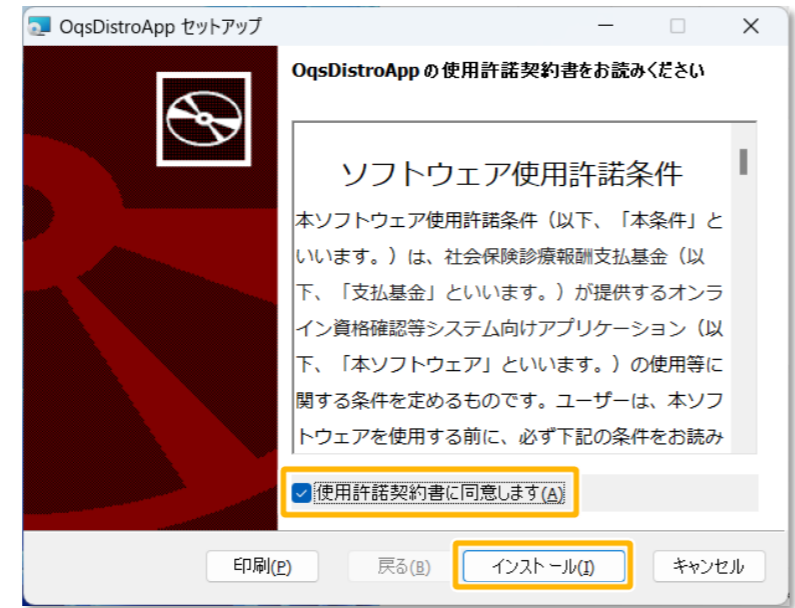 OqsDistroApp セットアップ
OqsDistroApp の使用許諾契約書をお読みください
ソフトウェア使用許諾条件
本ソフトウェア使用許諾条件（以下、「本条件」と
いいます。）は、社会保険診療報酬支払基金（以
下、「支払基金」といいます。）が提供するオンラ
イン資格確認等システム向けアプリケーション（以
下、「本ソフトウェア」といいます。）の使用等に
関する条件を定めるものです。ユーザーは、本ソフ
トウェアを使用する前に、必ず下記の条件をお読み
使用許諾契約書に同意します(A)
印刷(P) 戻る(B) インストール(I) キャンセル